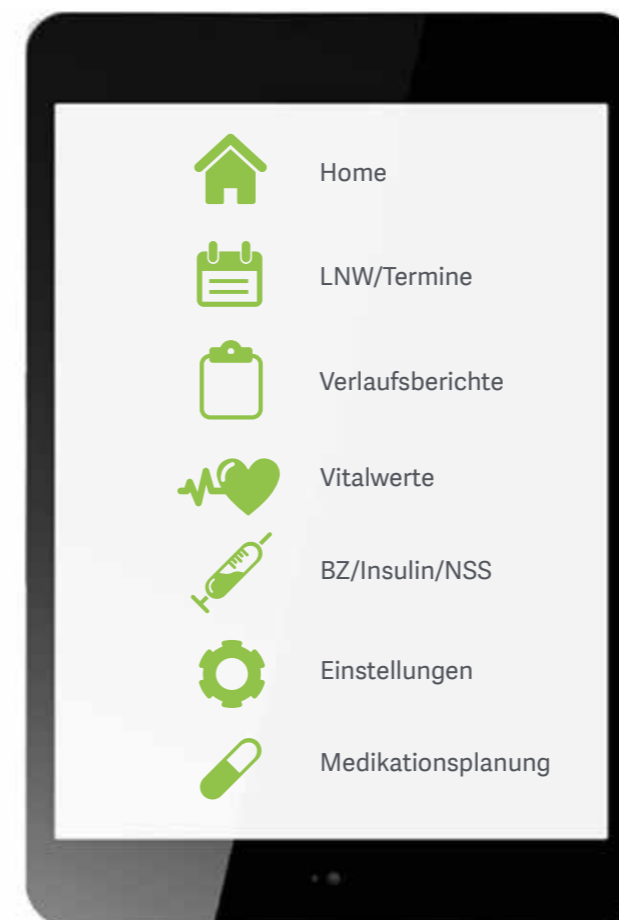 Home
LNW/Termine
Verlaufsberichte
Vitalwerte
BZ/Insulin/NSS
Einstellungen
Medikationsplanung